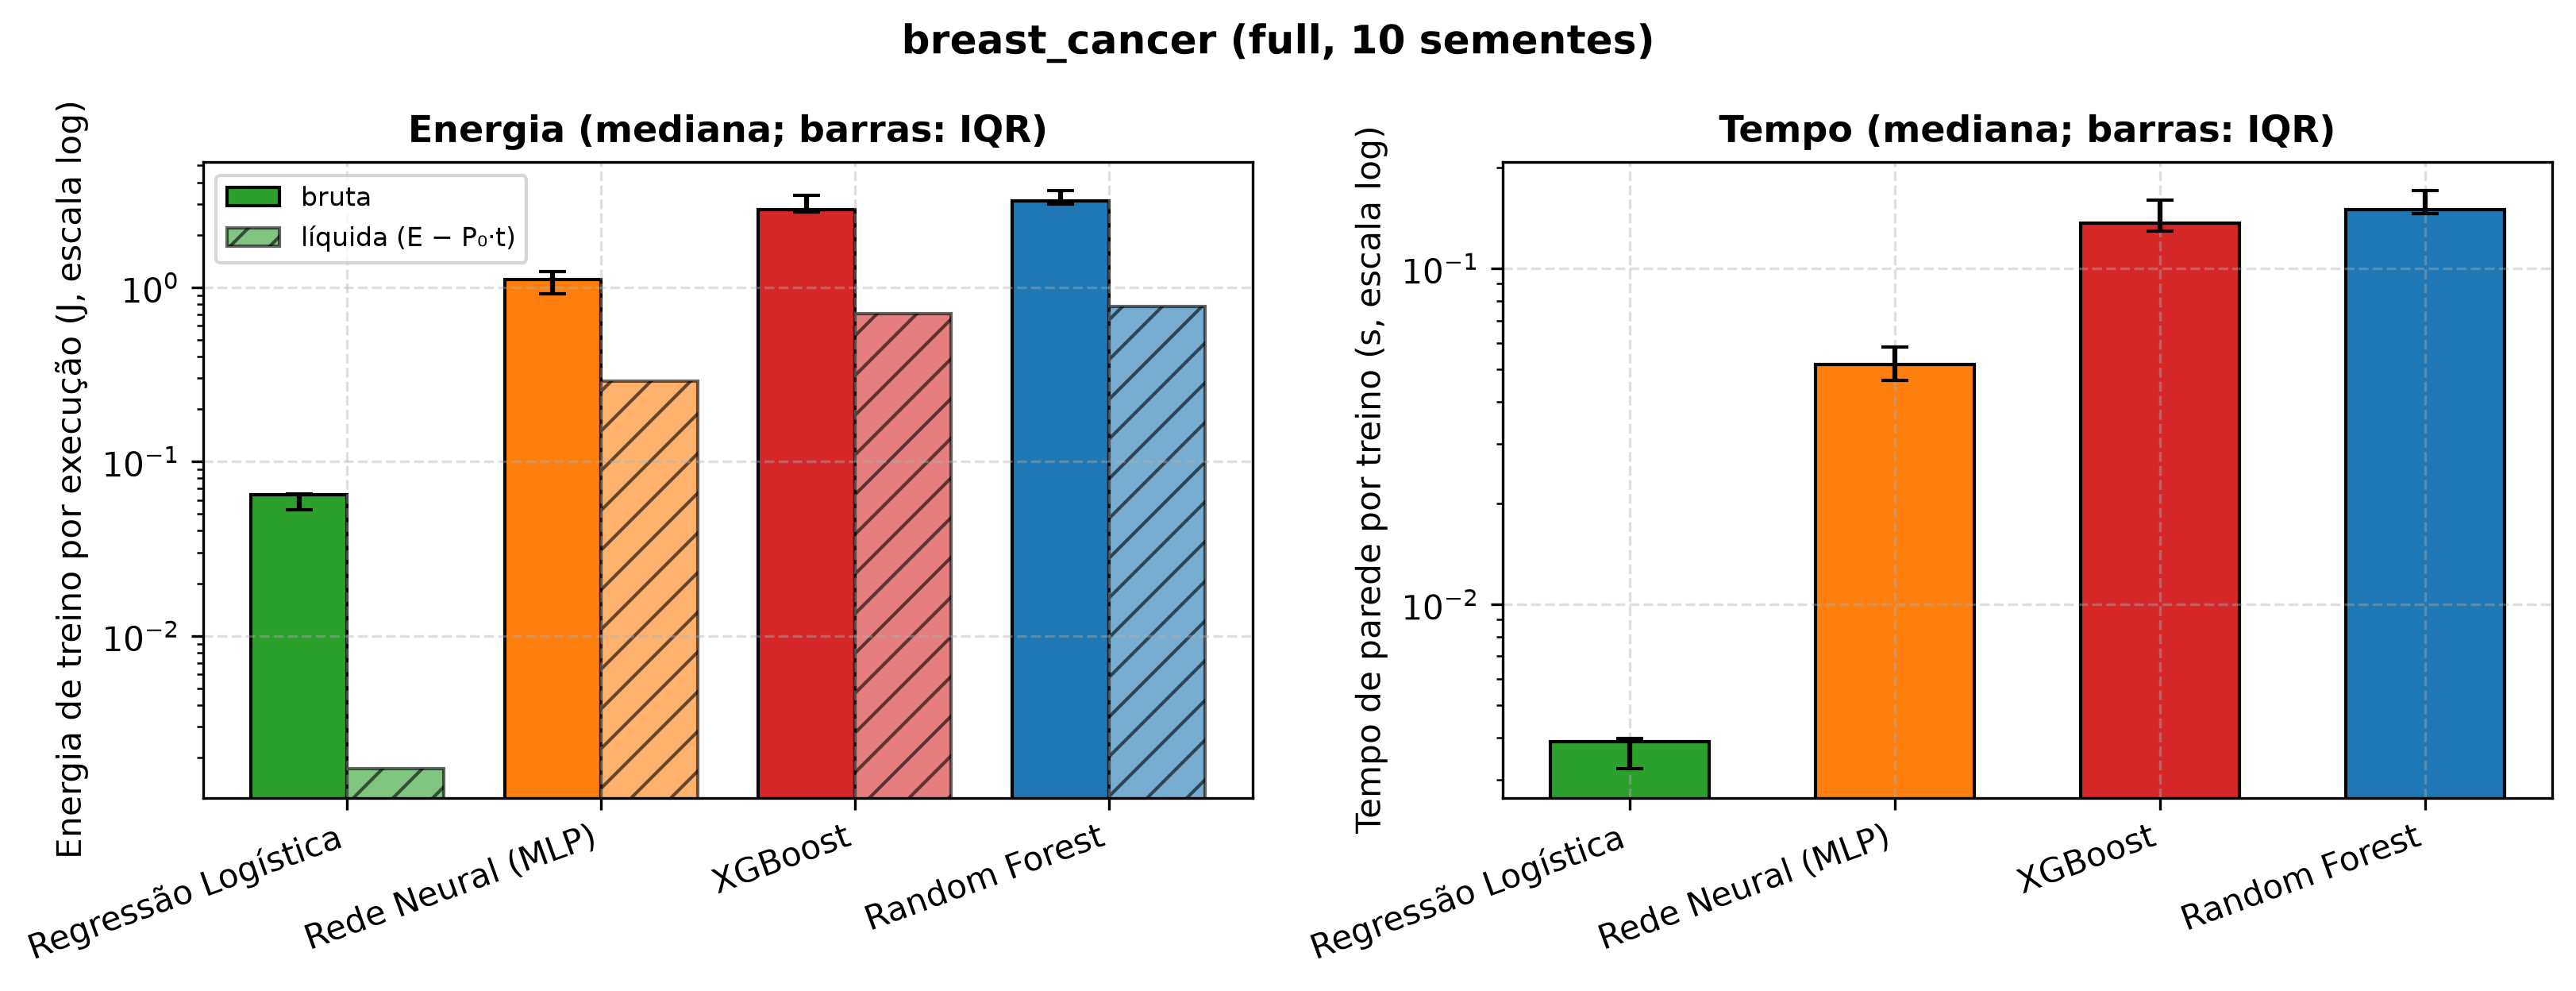 breast_cancer (full, 10 sementes)
Energia (mediana; barras: IQR)
Energia de treino por execução (J, escala log)
bruta
líquida (E − P₀·t)
10⁰
10⁻¹
10⁻²
Regressão Logística
Rede Neural (MLP)
XGBoost
Random Forest
Tempo (mediana; barras: IQR)
Tempo de parede por treino (s, escala log)
10⁻¹
10⁻²
Regressão Logística
Rede Neural (MLP)
XGBoost
Random Forest